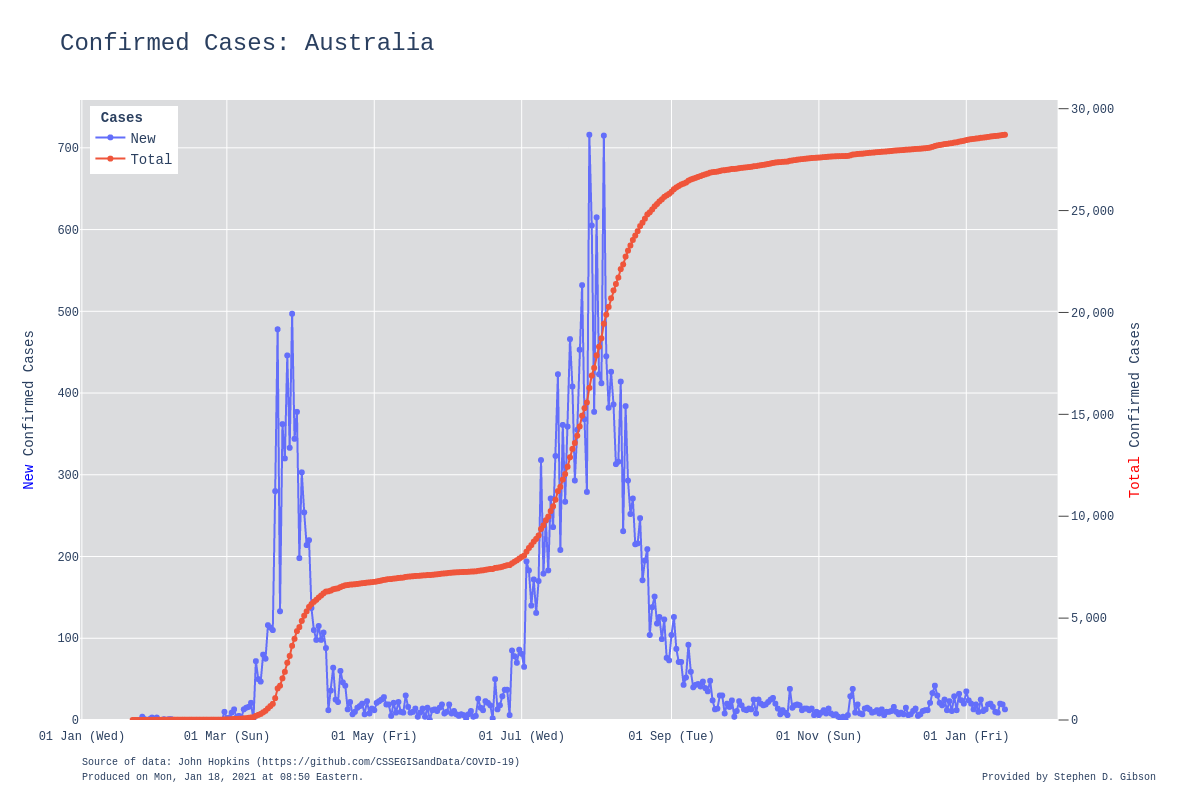 Confirmed Cases: Australia
Cases
New
Total
700
600
500
400
300
200
100
0
30,000
25,000
20,000
15,000
10,000
5,000
0
New Confirmed Cases
Total Confirmed Cases
01 Jan (Wed)
01 Mar (Sun)
01 May (Fri)
01 Jul (Wed)
01 Sep (Tue)
01 Nov (Sun)
01 Jan (Fri)
Source of data: John Hopkins (https://github.com/CSSEGISandData/COVID-19)
Produced on Mon, Jan 18, 2021 at 08:50 Eastern.
Provided by Stephen D. Gibson